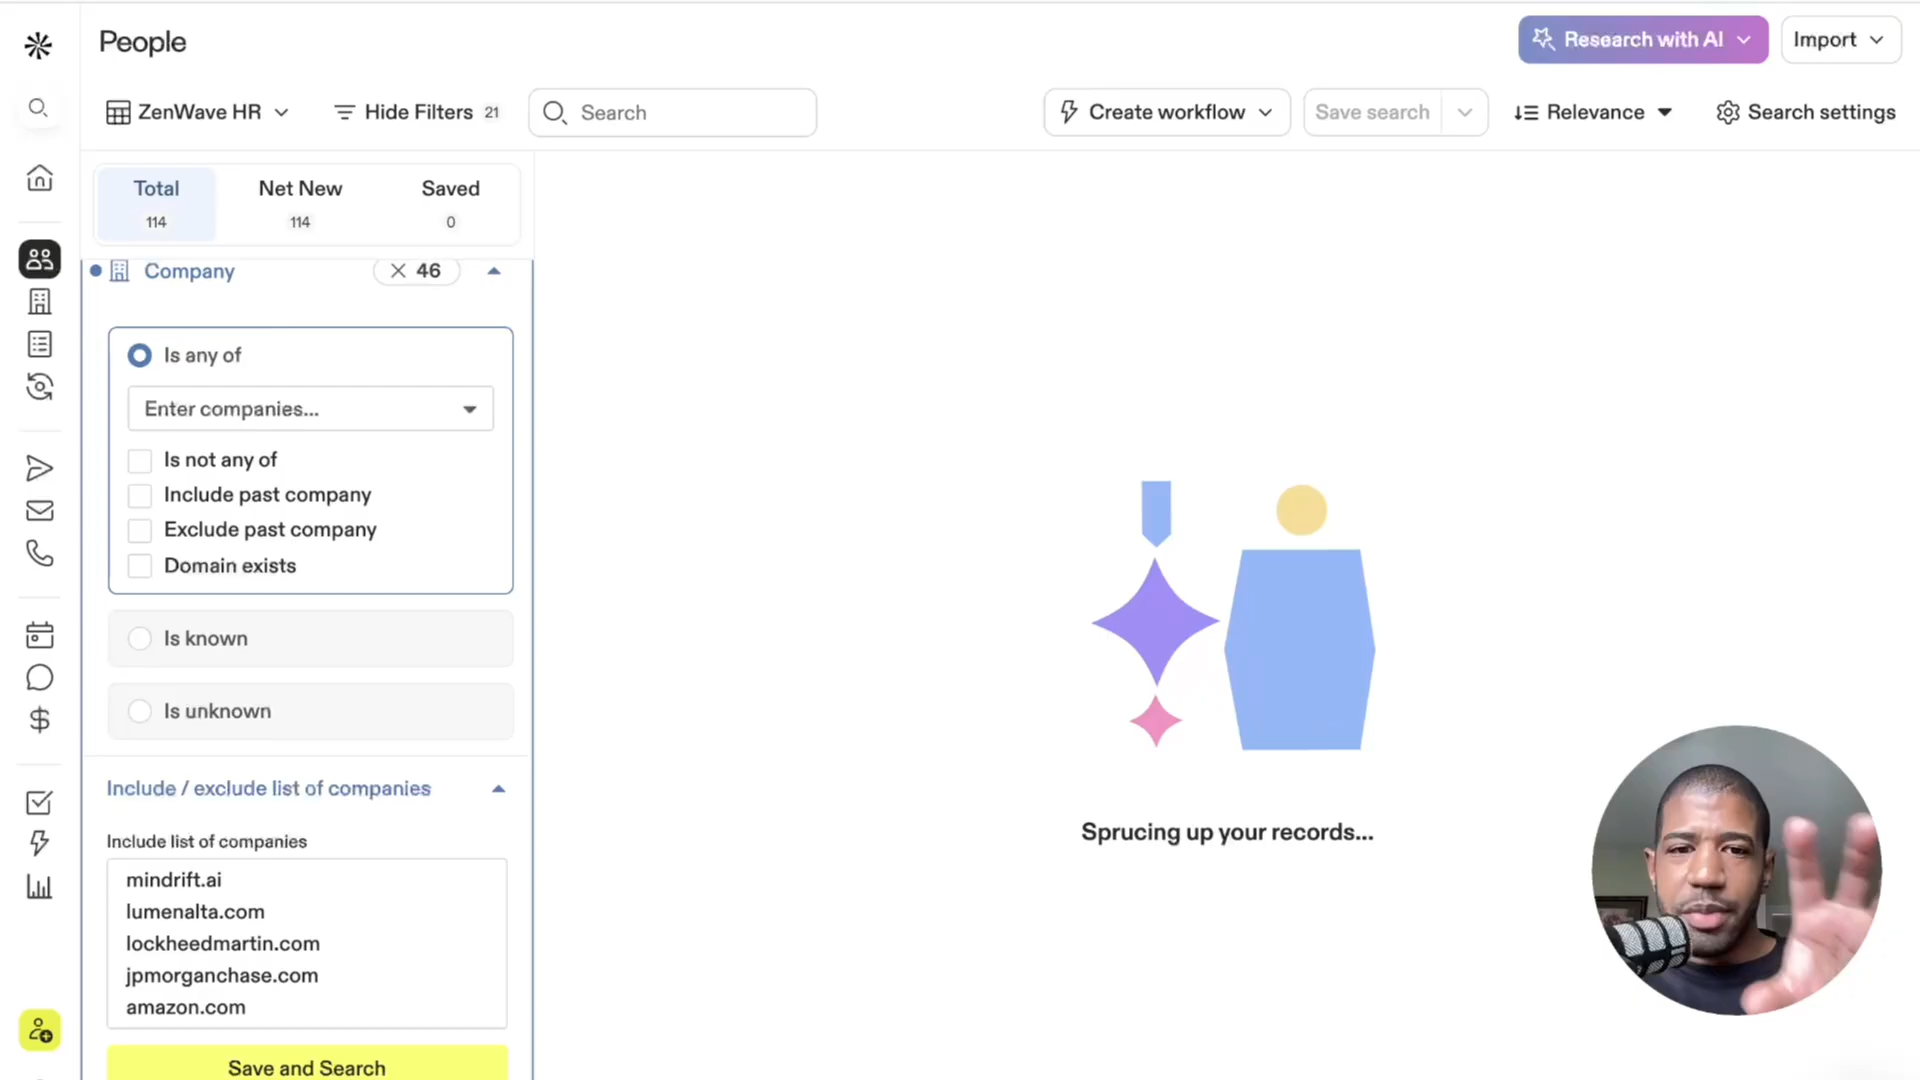 People
Research with AI
Import
ZenWave HR
Hide Filters 21
Search
Create workflow
Save search
Relevance
Search settings
Total
114
Net New
114
Saved
0
Company
46
Is any of
Enter companies...
Is not any of
Include past company
Exclude past company
Domain exists
Is known
Is unknown
Include / exclude list of companies
Include list of companies
mindrift.ai
lumenalta.com
lockheedmartin.com
jpmorganchase.com
amazon.com
Save and Search
Sprucing up your records...